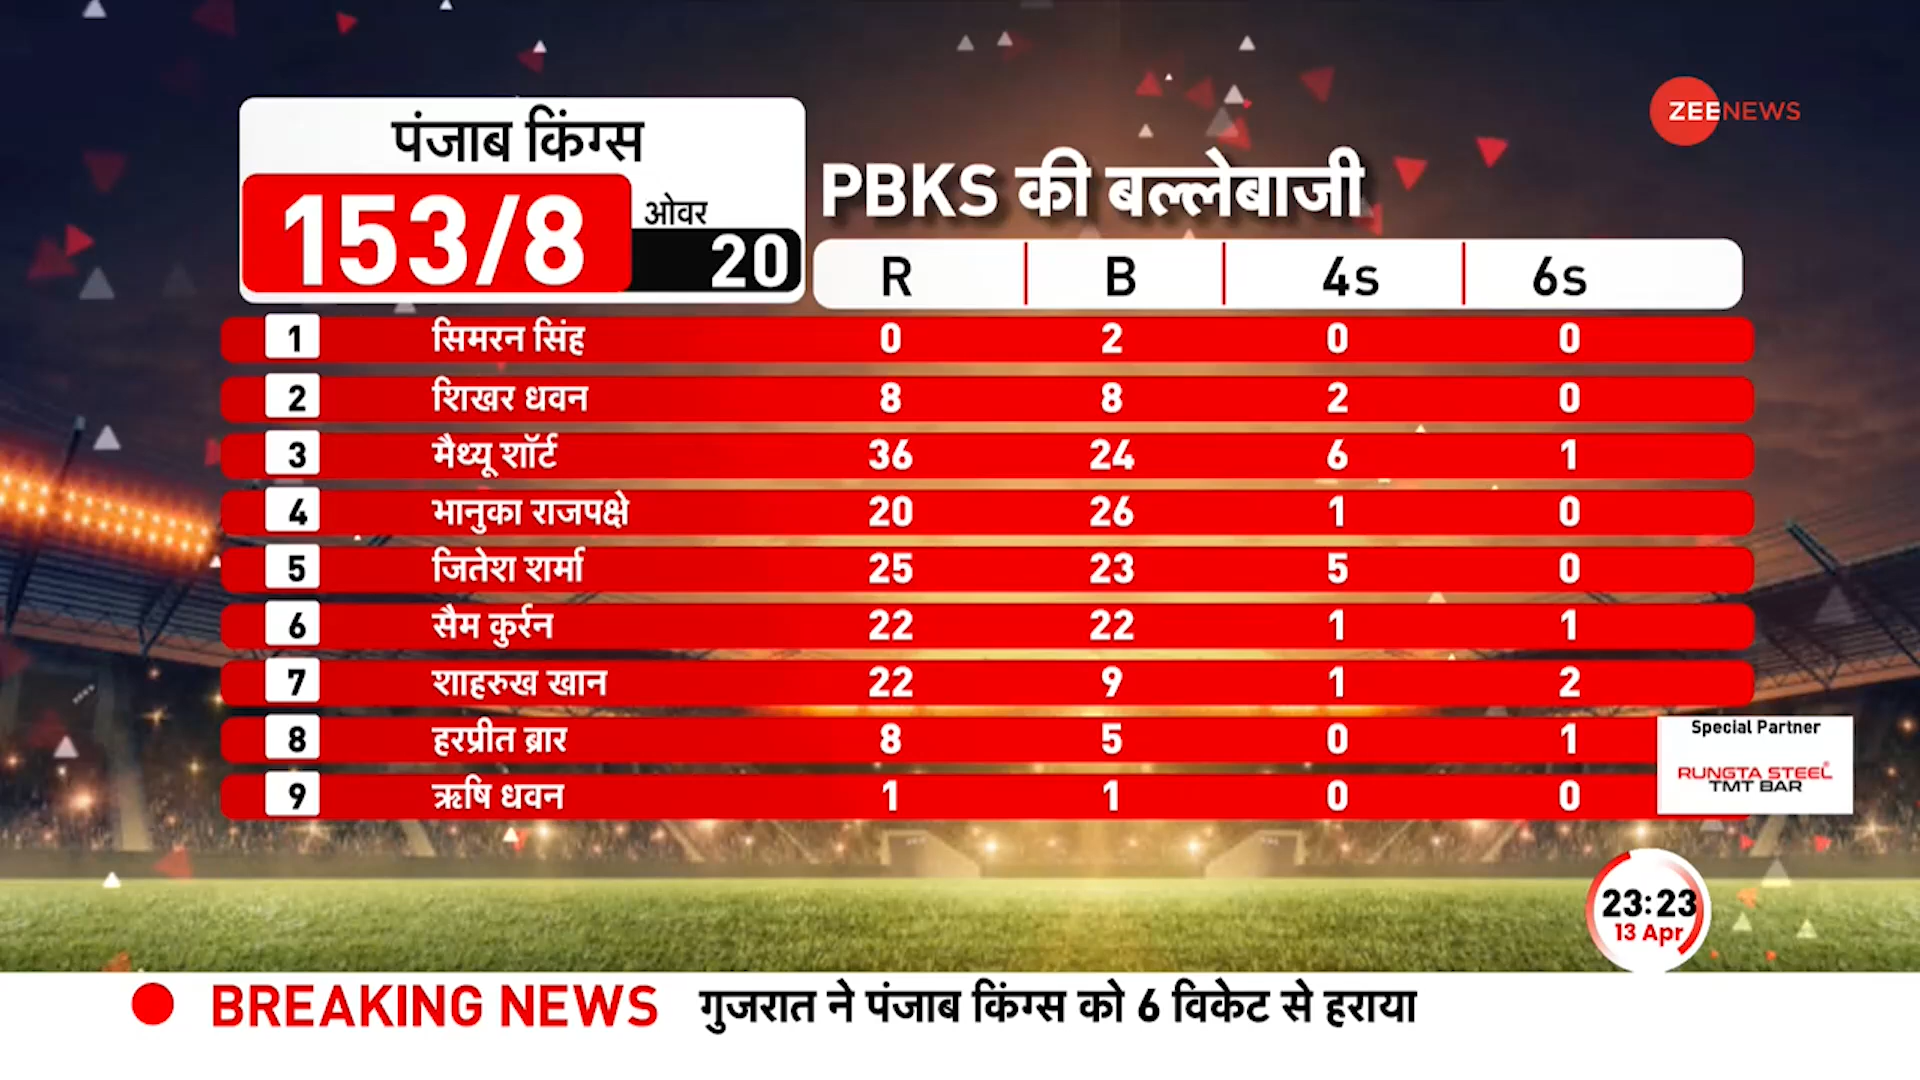 ZEENEWS
पंजाब किंग्स
153/8
ओवर
20
PBKS की बल्लेबाजी
R B 4s 6s
1 सिमरन सिंह 0 2 0 0
2 शिखर धवन 8 8 2 0
3 मैथ्यू शॉर्ट 36 24 6 1
4 भानुका राजपक्षे 20 26 1 0
5 जितेश शर्मा 25 23 5 0
6 सैम कुर्रन 22 22 1 1
7 शाहरुख खान 22 9 1 2
8 हरप्रीत ब्रार 8 5 0 1
9 ऋषि धवन 1 1 0 0
Special Partner
RUNGTA STEEL®
TMT BAR
23:23
13 Apr
BREAKING NEWS गुजरात ने पंजाब किंग्स को 6 विकेट से हराया